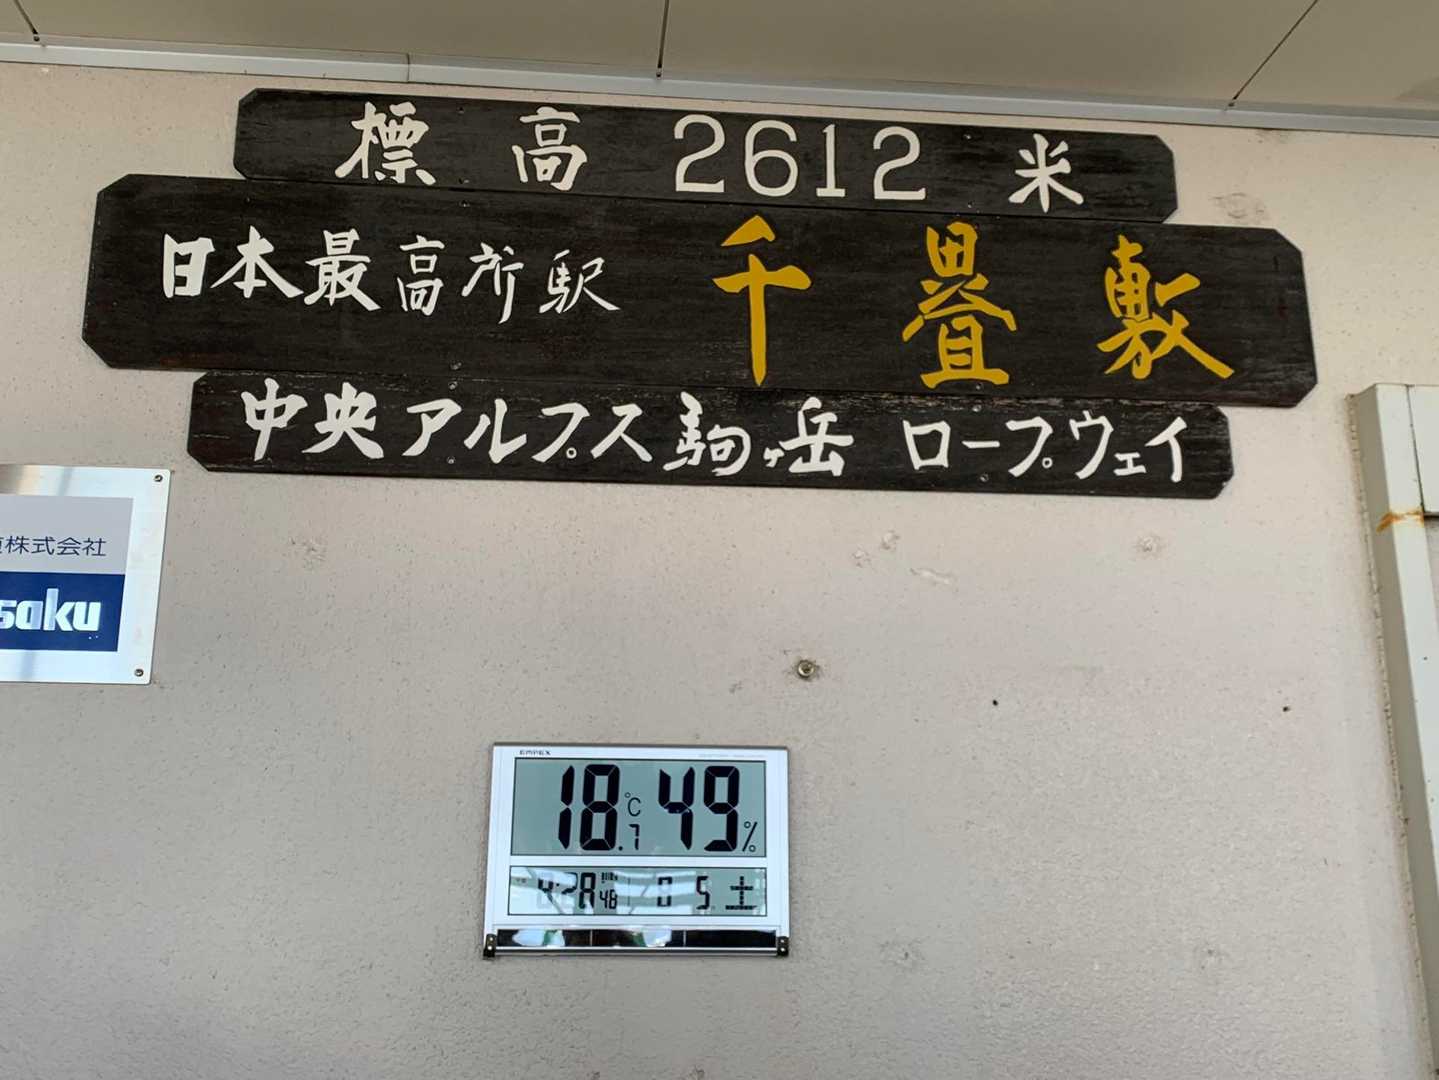 標高 2612 米
日本最高所駅 千畳敷
中央アルプス駒ヶ岳 ロープウェイ
株式会社
saku
EMPEX
18.7 ℃ 49 %
5 土